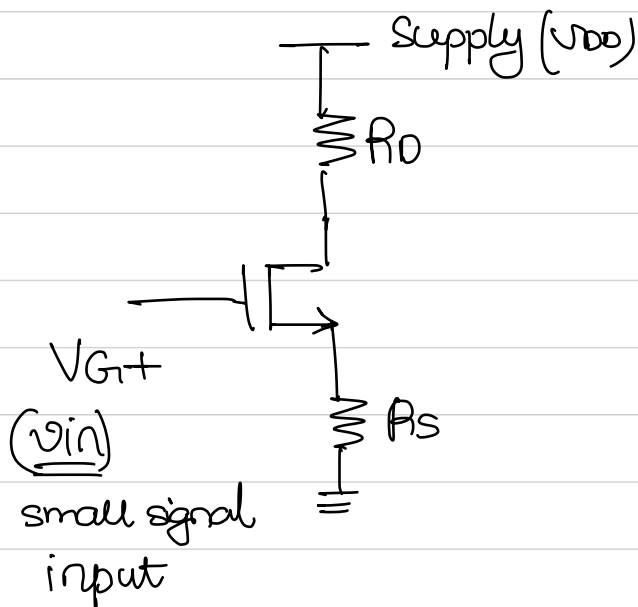 Supply (VDD)
RD
VG+
(vin)
RS
small signal
input